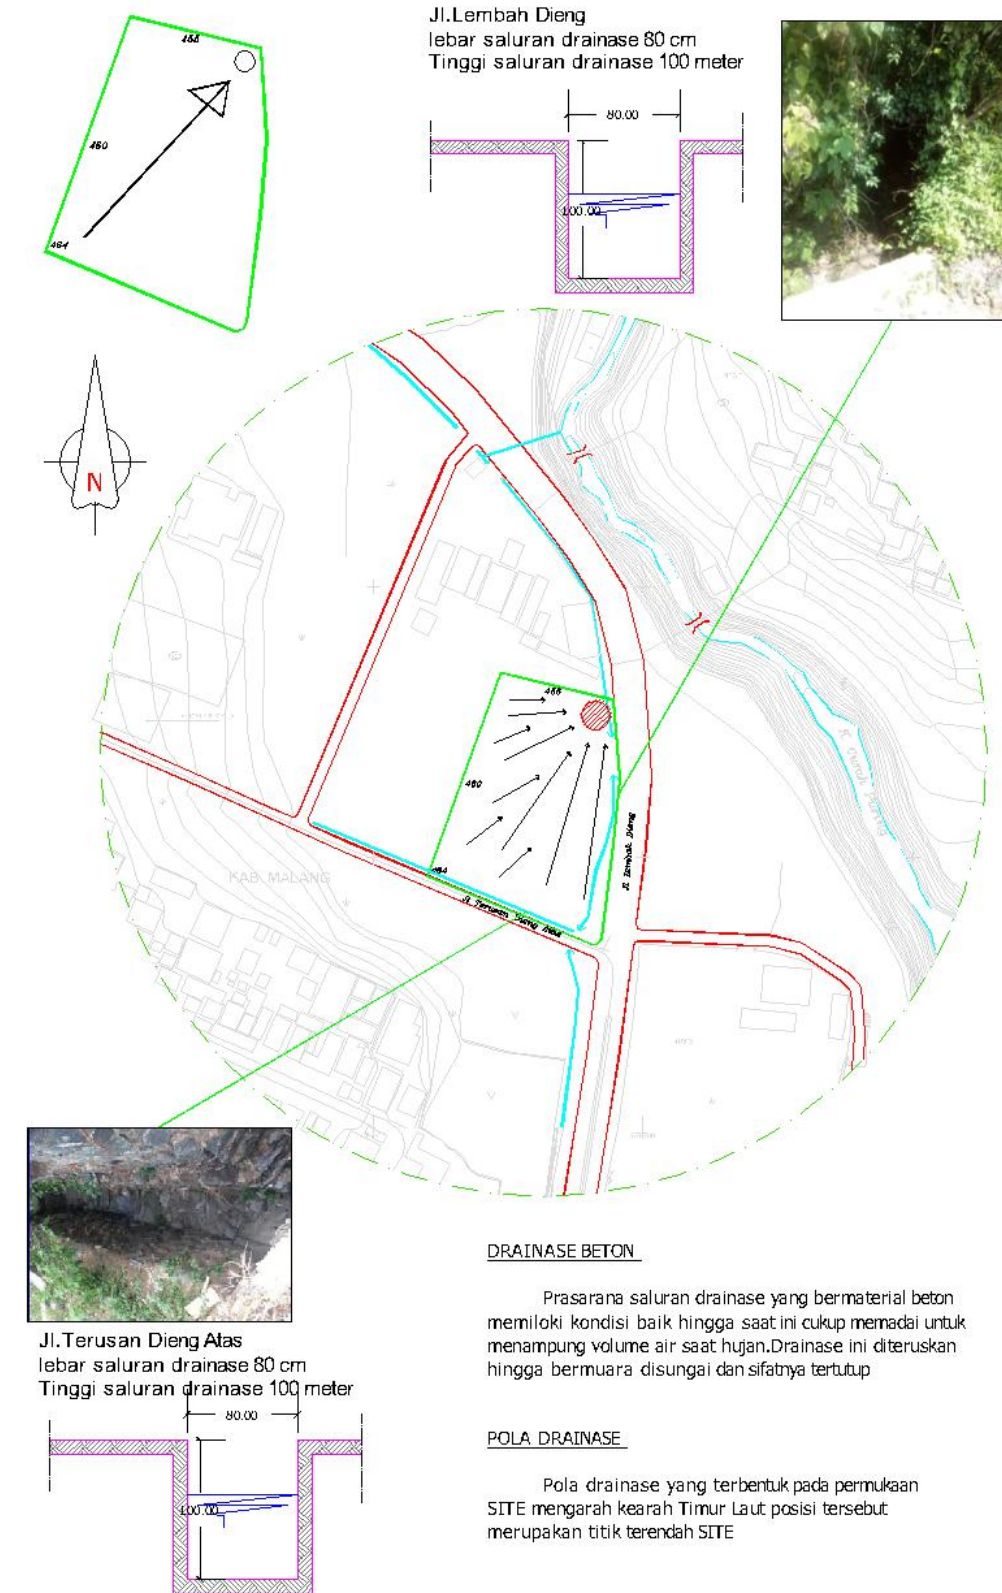 Jl.Lembah Dieng
lebar saluran drainase 80 cm
Tinggi saluran drainase 100 meter
80.00
100.00
460
464
N
466
460
464
Jl Lembah Dieng
KAB. MALANG
Jl Terusan Dieng Atas
Jl.Terusan Dieng Atas
lebar saluran drainase 80 cm
Tinggi saluran drainase 100 meter
80.00
100.00
DRAINASE BETON
Prasarana saluran drainase yang bermaterial beton
memiloki kondisi baik hingga saat ini cukup memadai untuk
menampung volume air saat hujan.Drainase ini diteruskan
hingga bermuara disungai dan sifatnya tertutup
POLA DRAINASE
Pola drainase yang terbentuk pada permukaan
SITE mengarah kearah Timur Laut posisi tersebut
merupakan titik terendah SITE